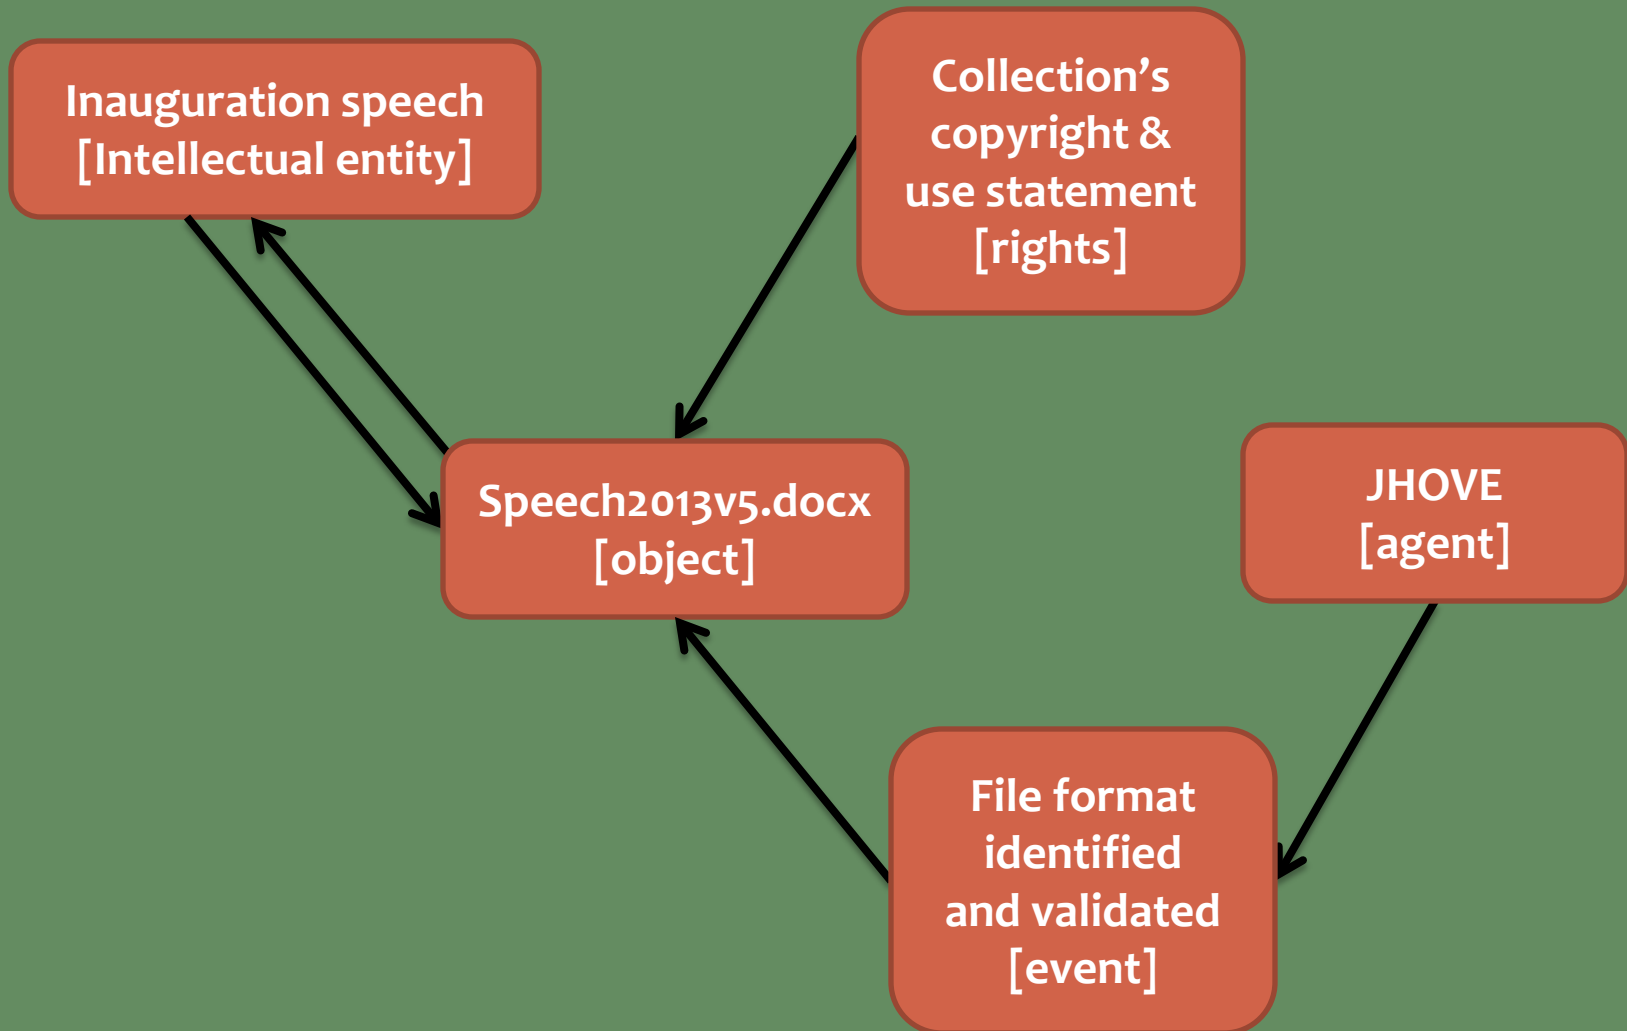 Inauguration speech
[Intellectual entity]
Collection’s
copyright &
use statement
[rights]
Speech2013v5.docx
[object]
JHOVE
[agent]
File format
identified
and validated
[event]